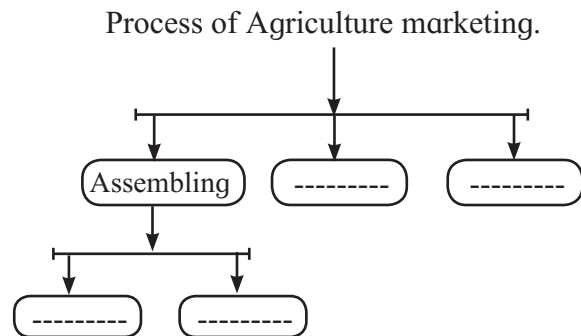 Process of Agriculture marketing.
Assembling ---------- ----------
---------- ----------